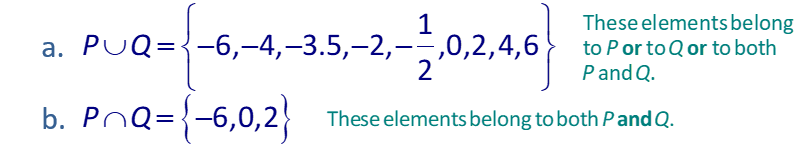 a. P∪Q = {−6,−4,−3.5,−2,−1/2,0,2,4,6} These elements belong
to P or to Q or to both
P and Q.
b. P∩Q = {−6,0,2} These elements belong to both P and Q.